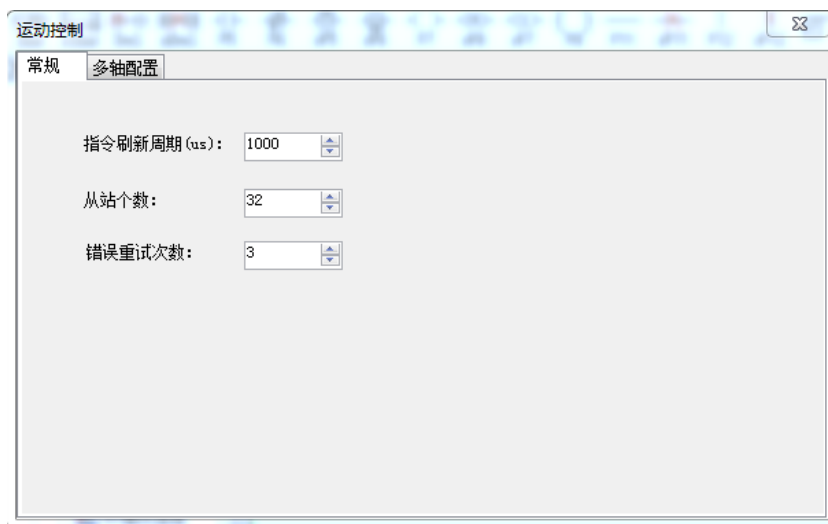 运动控制
常规 多轴配置
指令刷新周期(us): 1000
从站个数: 32
错误重试次数: 3